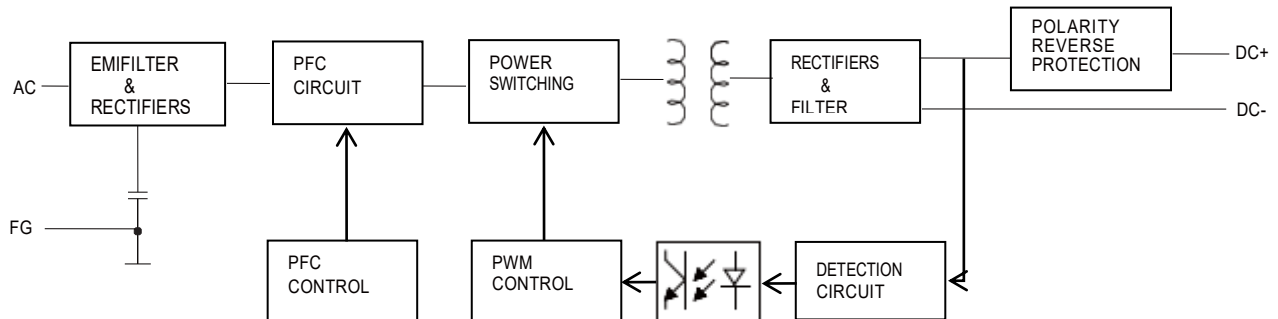 AC
EMIFILTER
&
RECTIFIERS
PFC
CIRCUIT
POWER
SWITCHING
RECTIFIERS
&
FILTER
POLARITY
REVERSE
PROTECTION
DC+
DC-
FG
PFC
CONTROL
PWM
CONTROL
DETECTION
CIRCUIT